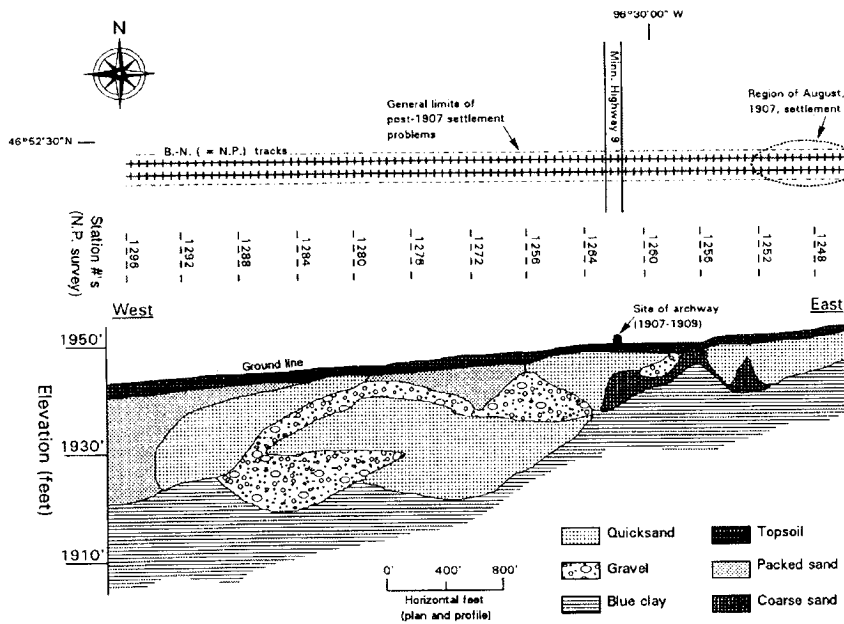 N
96°30'00" W
Minn. Highway 9
General limite of
post-1907 settlement
problems
Region of August,
1907, settlement
46°52'30"N
B.-N. ( = N.P.) tracks
Station #'s
(N.P. survey)
1296
1292
1288
1284
1280
1278
1272
1256
1264
1260
1256
1252
1248
West
East
Site of archway
(1907-1909)
1950'
Ground line
Elevation (feet)
1930'
1910'
0 400' 800'
Horizontal feet
(plan and profile)
Quicksand
Topsoil
Gravel
Packed sand
Blue clay
Coarse sand